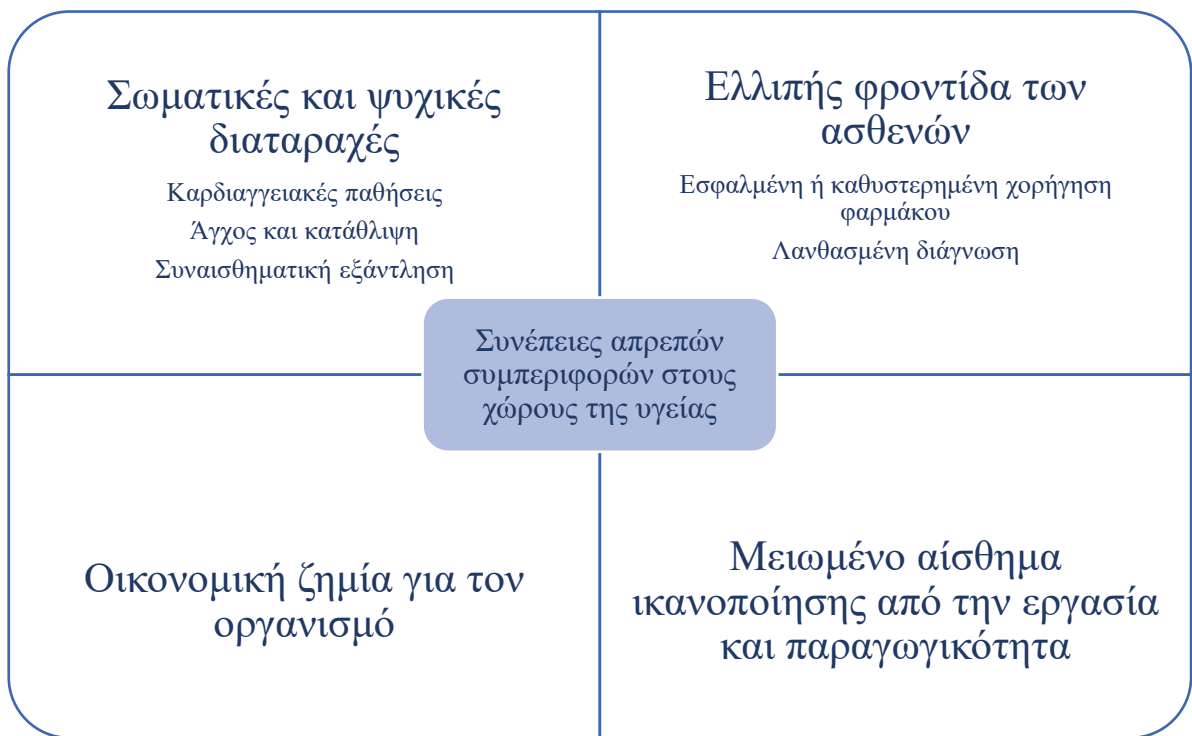 Σωματικές και ψυχικές
διαταραχές
Καρδιαγγειακές παθήσεις
Άγχος και κατάθλιψη
Συναισθηματική εξάντληση
Ελλιπής φροντίδα των
ασθενών
Εσφαλμένη ή καθυστερημένη χορήγηση
φαρμάκου
Λανθασμένη διάγνωση
Συνέπειες απρεπών
συμπεριφορών στους
χώρους της υγείας
Οικονομική ζημία για τον
οργανισμό
Μειωμένο αίσθημα
ικανοποίησης από την εργασία
και παραγωγικότητα